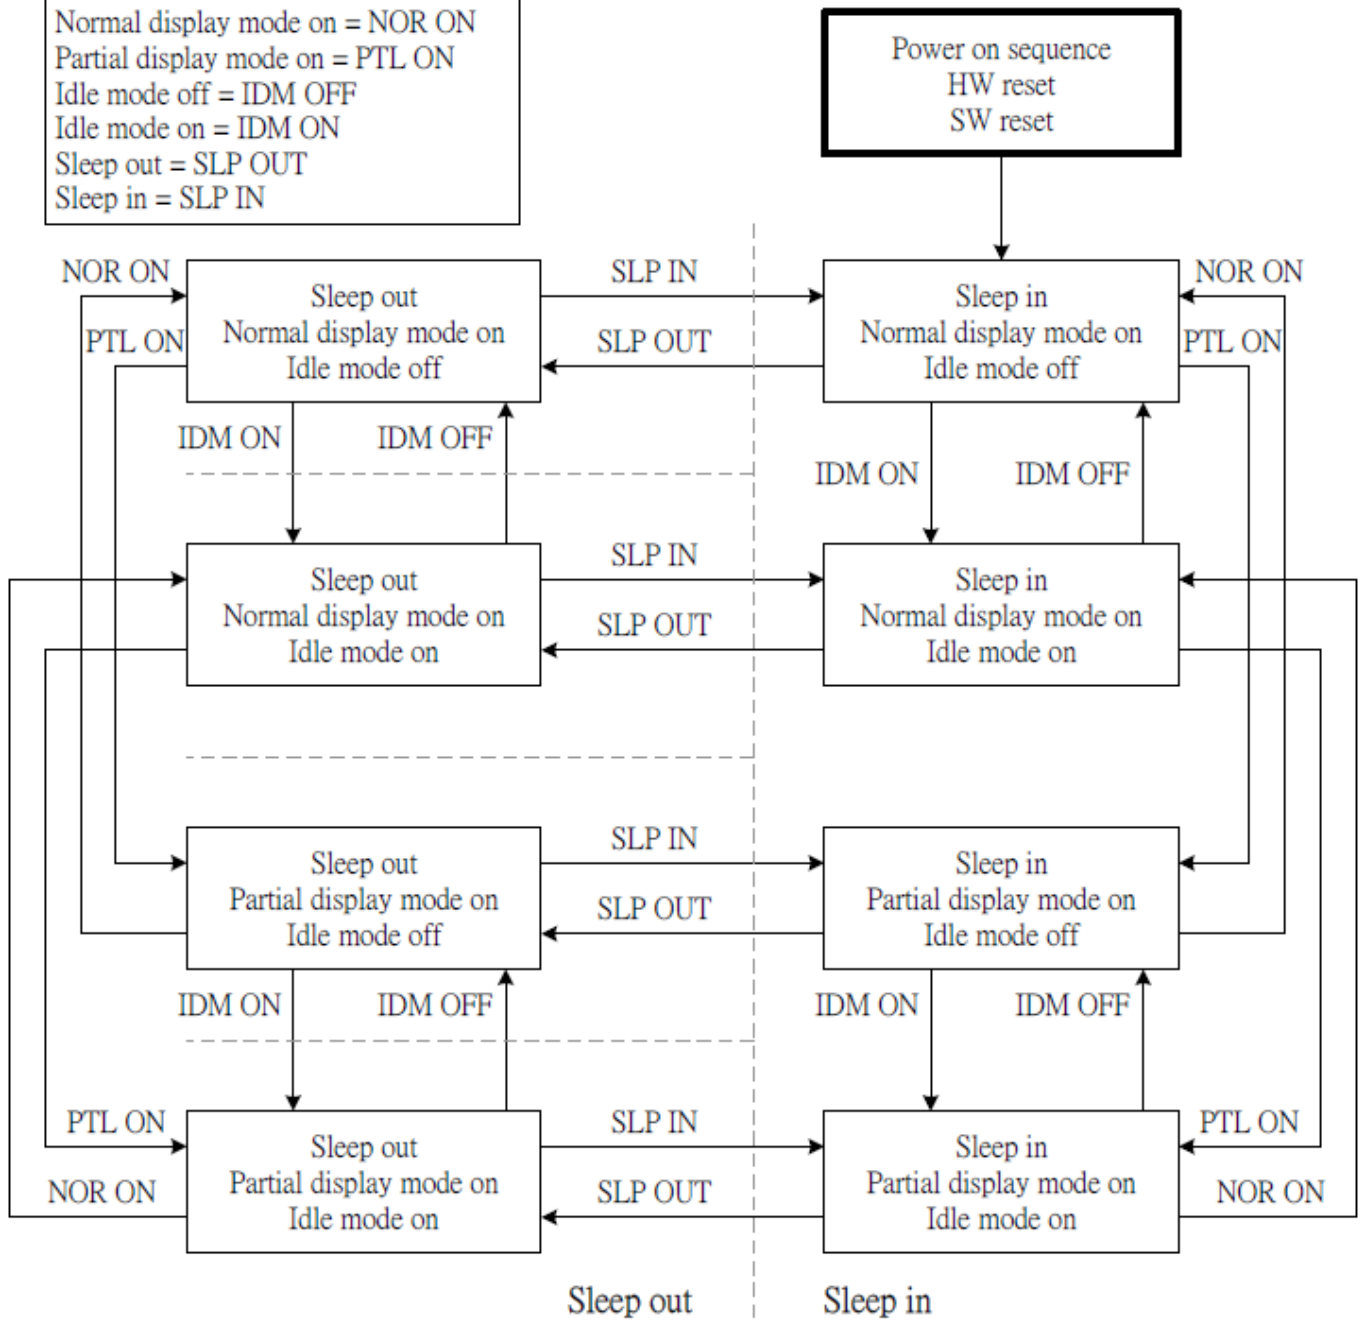 Normal display mode on = NOR ON
Partial display mode on = PTL ON
Idle mode off = IDM OFF
Idle mode on = IDM ON
Sleep out = SLP OUT
Sleep in = SLP IN
Power on sequence
HW reset
SW reset
NOR ON
PTL ON
Sleep out
Normal display mode on
Idle mode off
SLP IN
SLP OUT
Sleep in
Normal display mode on
Idle mode off
NOR ON
PTL ON
IDM ON
IDM OFF
IDM ON
IDM OFF
Sleep out
Normal display mode on
Idle mode on
SLP IN
SLP OUT
Sleep in
Normal display mode on
Idle mode on
Sleep out
Partial display mode on
Idle mode off
SLP IN
SLP OUT
Sleep in
Partial display mode on
Idle mode off
IDM ON
IDM OFF
IDM ON
IDM OFF
PTL ON
NOR ON
Sleep out
Partial display mode on
Idle mode on
SLP IN
SLP OUT
Sleep in
Partial display mode on
Idle mode on
PTL ON
NOR ON
Sleep out
Sleep in